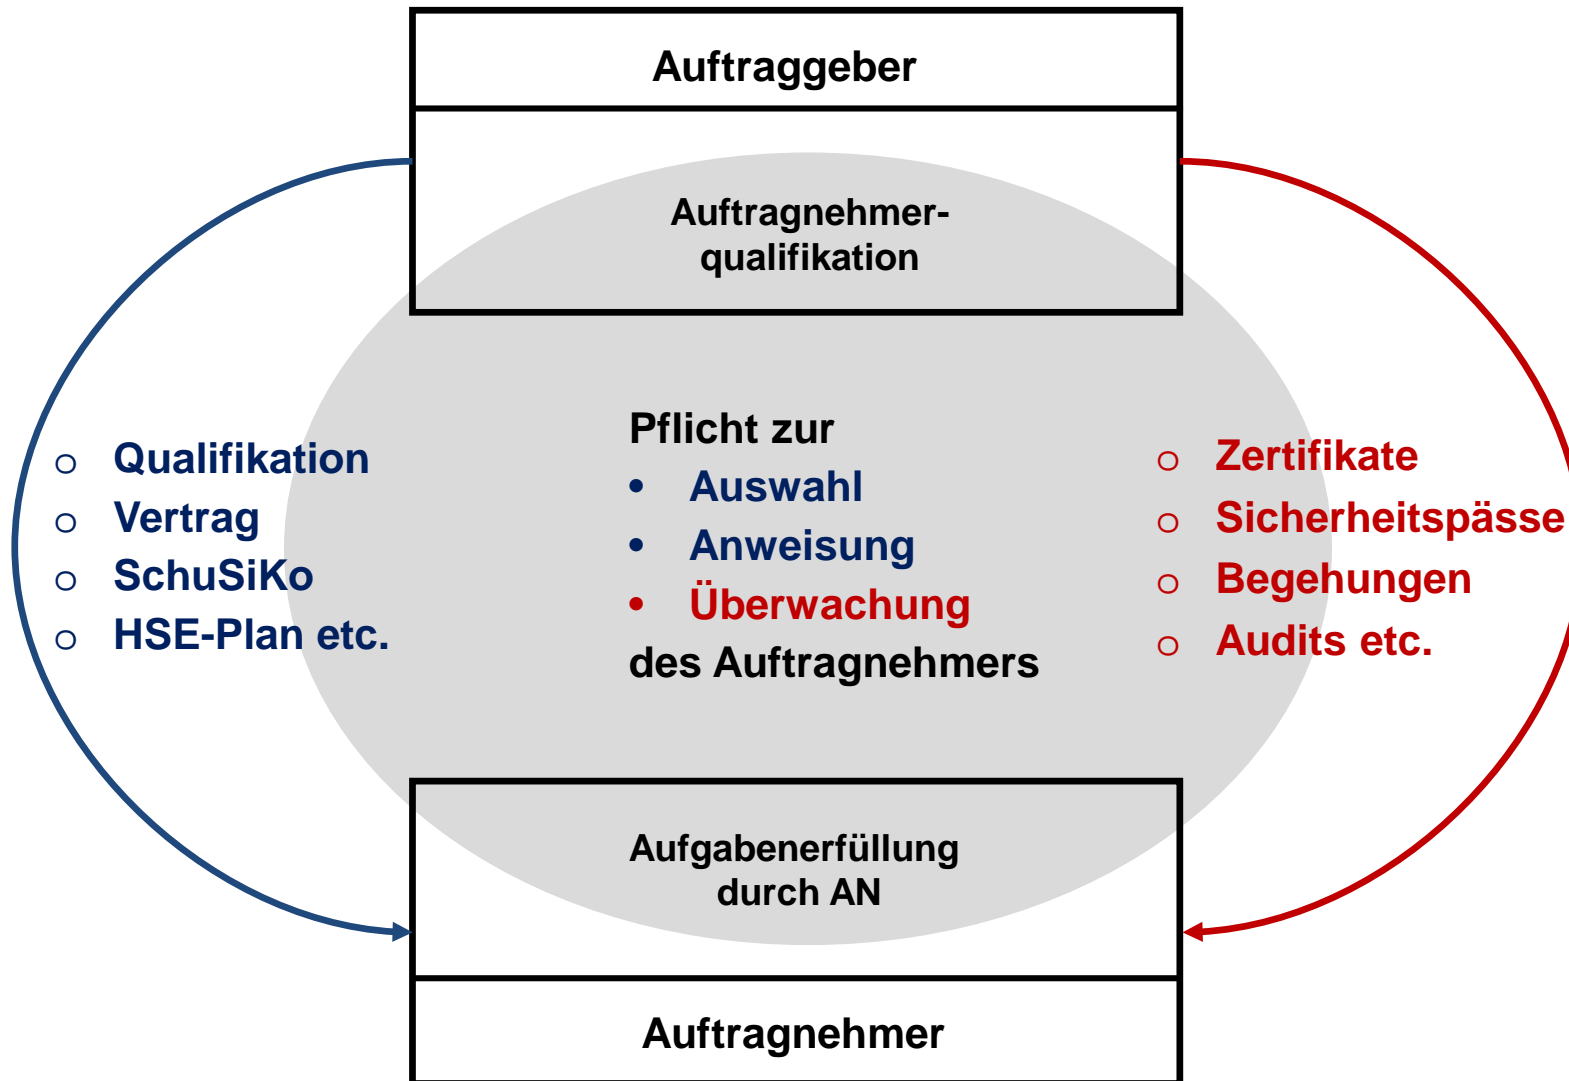 Auftraggeber
Auftragnehmer-
qualifikation
o Qualifikation
o Vertrag
o SchuSiKo
o HSE-Plan etc.
Pflicht zur
• Auswahl
• Anweisung
• Überwachung
des Auftragnehmers
o Zertifikate
o Sicherheitspässe
o Begehungen
o Audits etc.
Aufgabenerfüllung
durch AN
Auftragnehmer